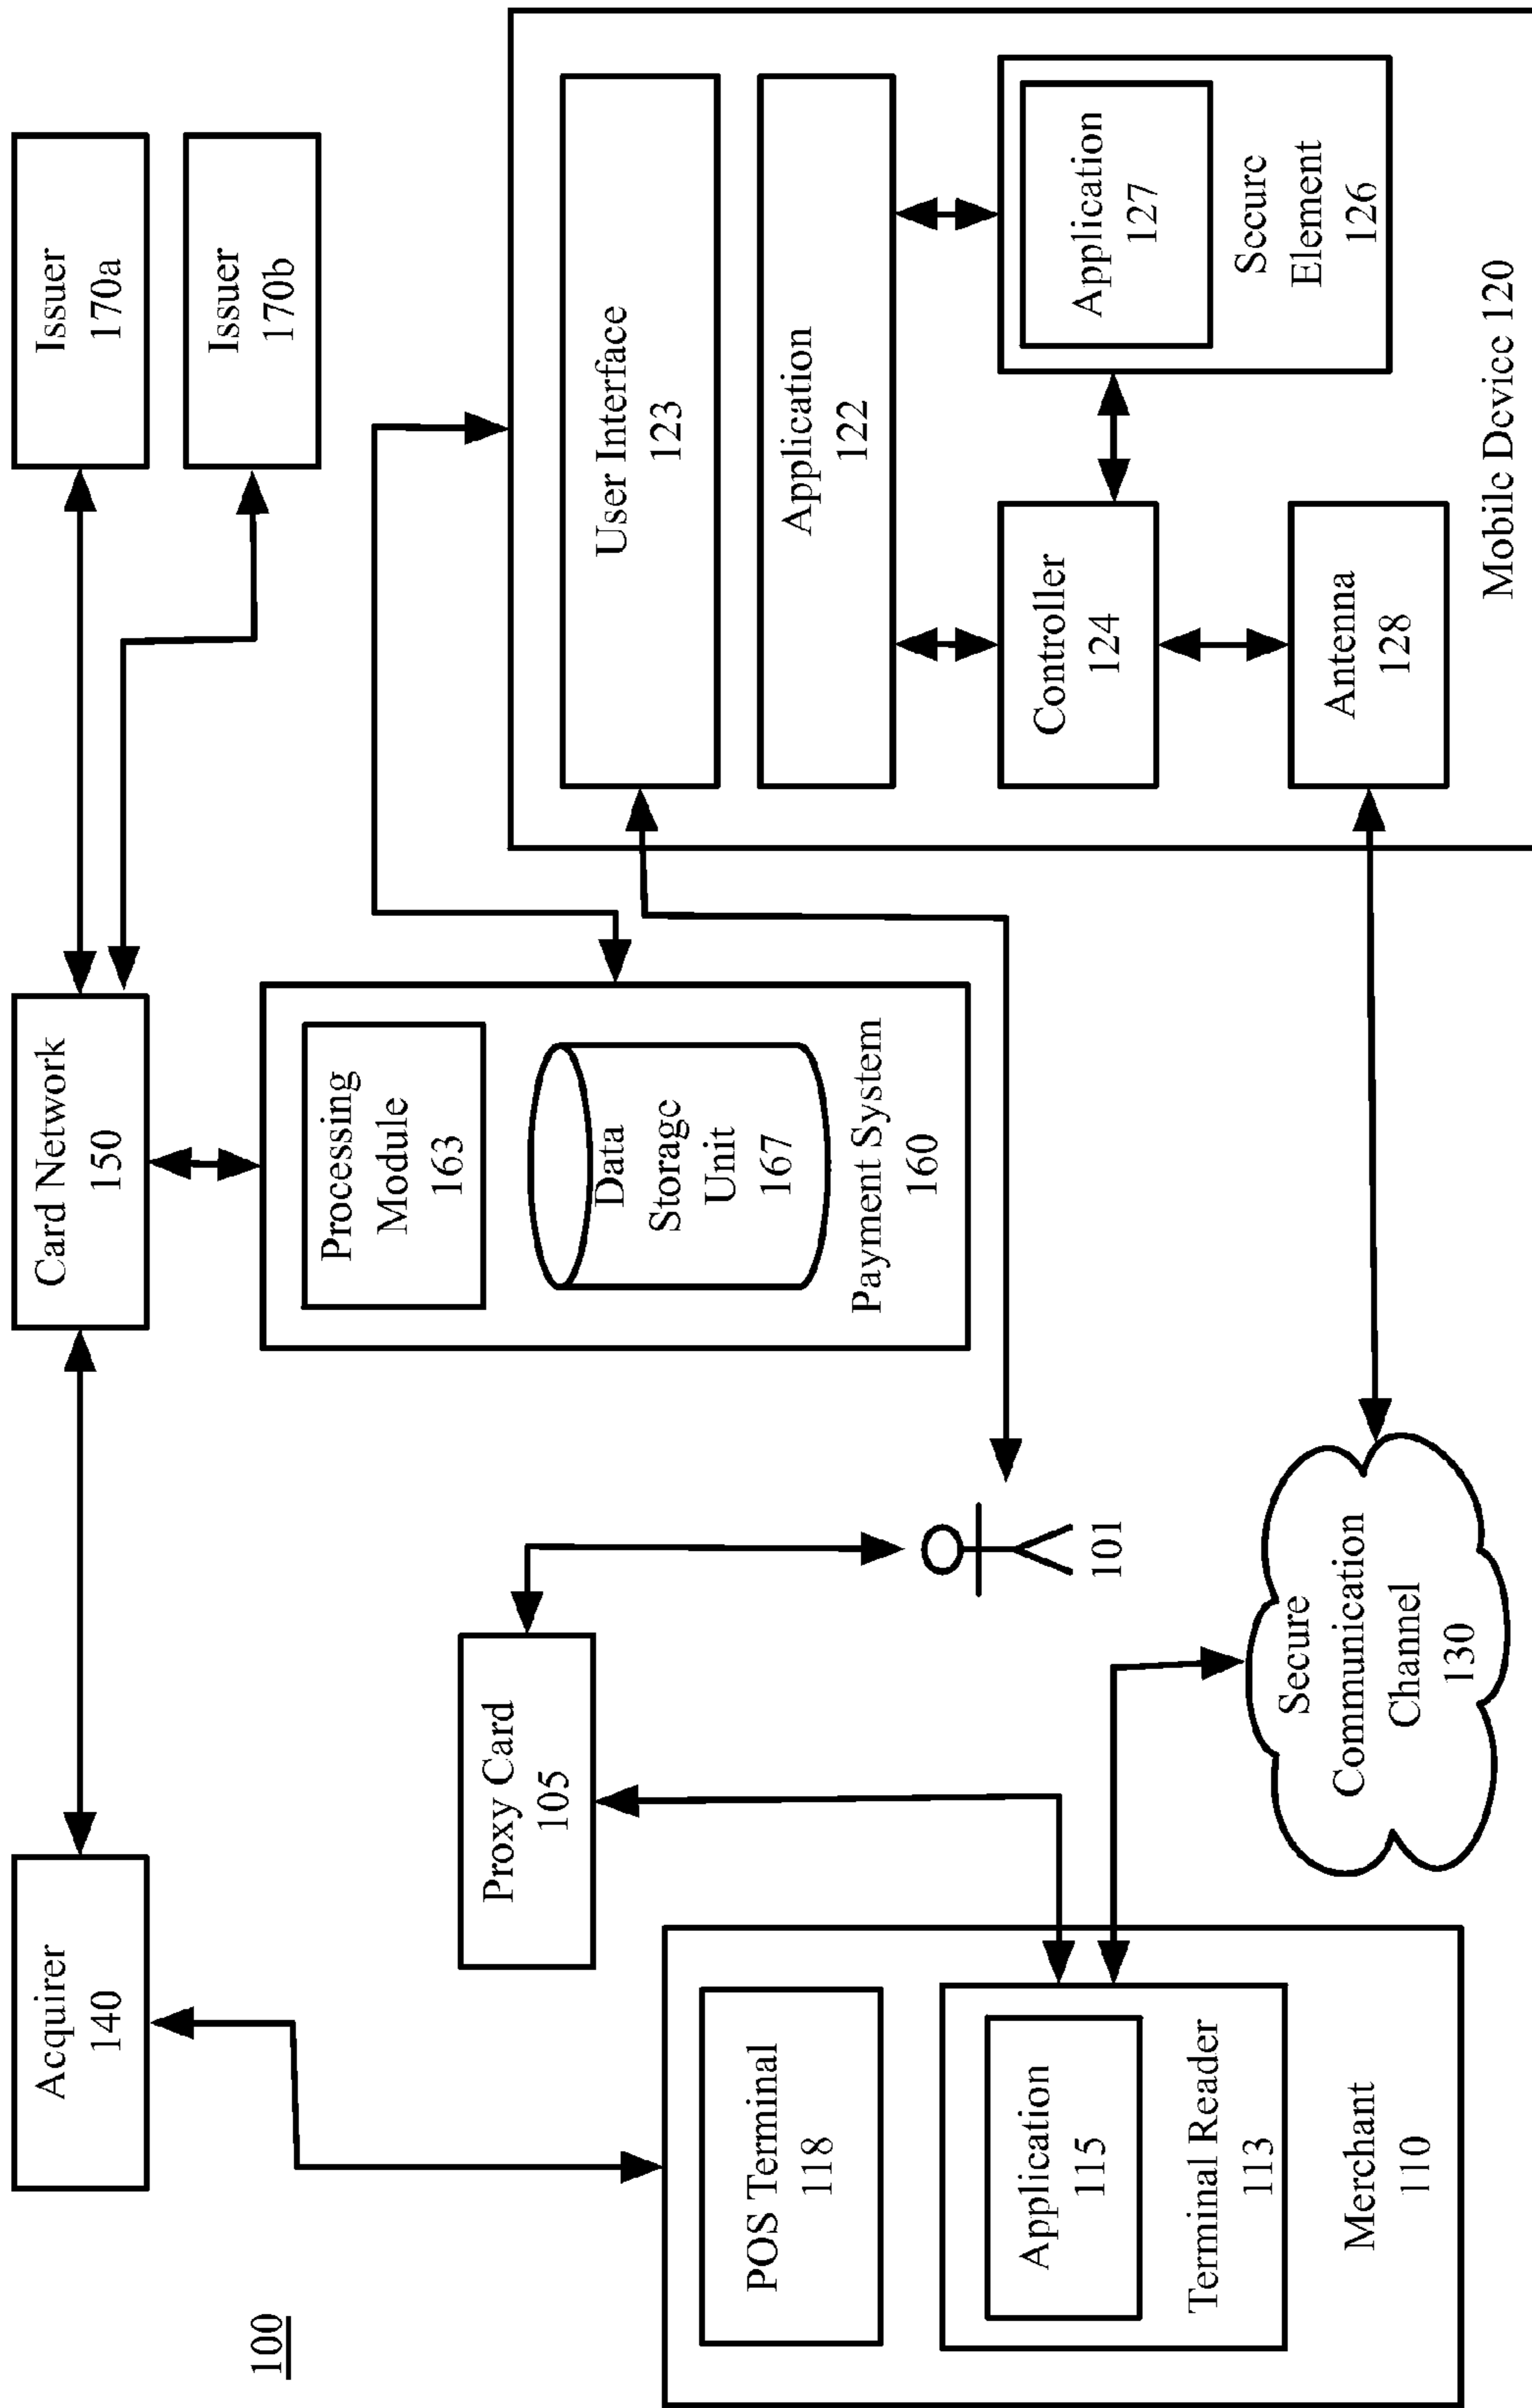 100
Acquirer
140
Card Network
150
Issuer
170a
Issuer
170b
Proxy Card
105
Processing
Module
163
Data
Storage
Unit
167
Payment System
160
User Interface
123
Application
122
Controller
124
Application
127
Secure
Element
126
Antenna
128
Mobile Device 120
POS Terminal
118
Application
115
Terminal Reader
113
Merchant
110
101
Secure
Communication
Channel
130